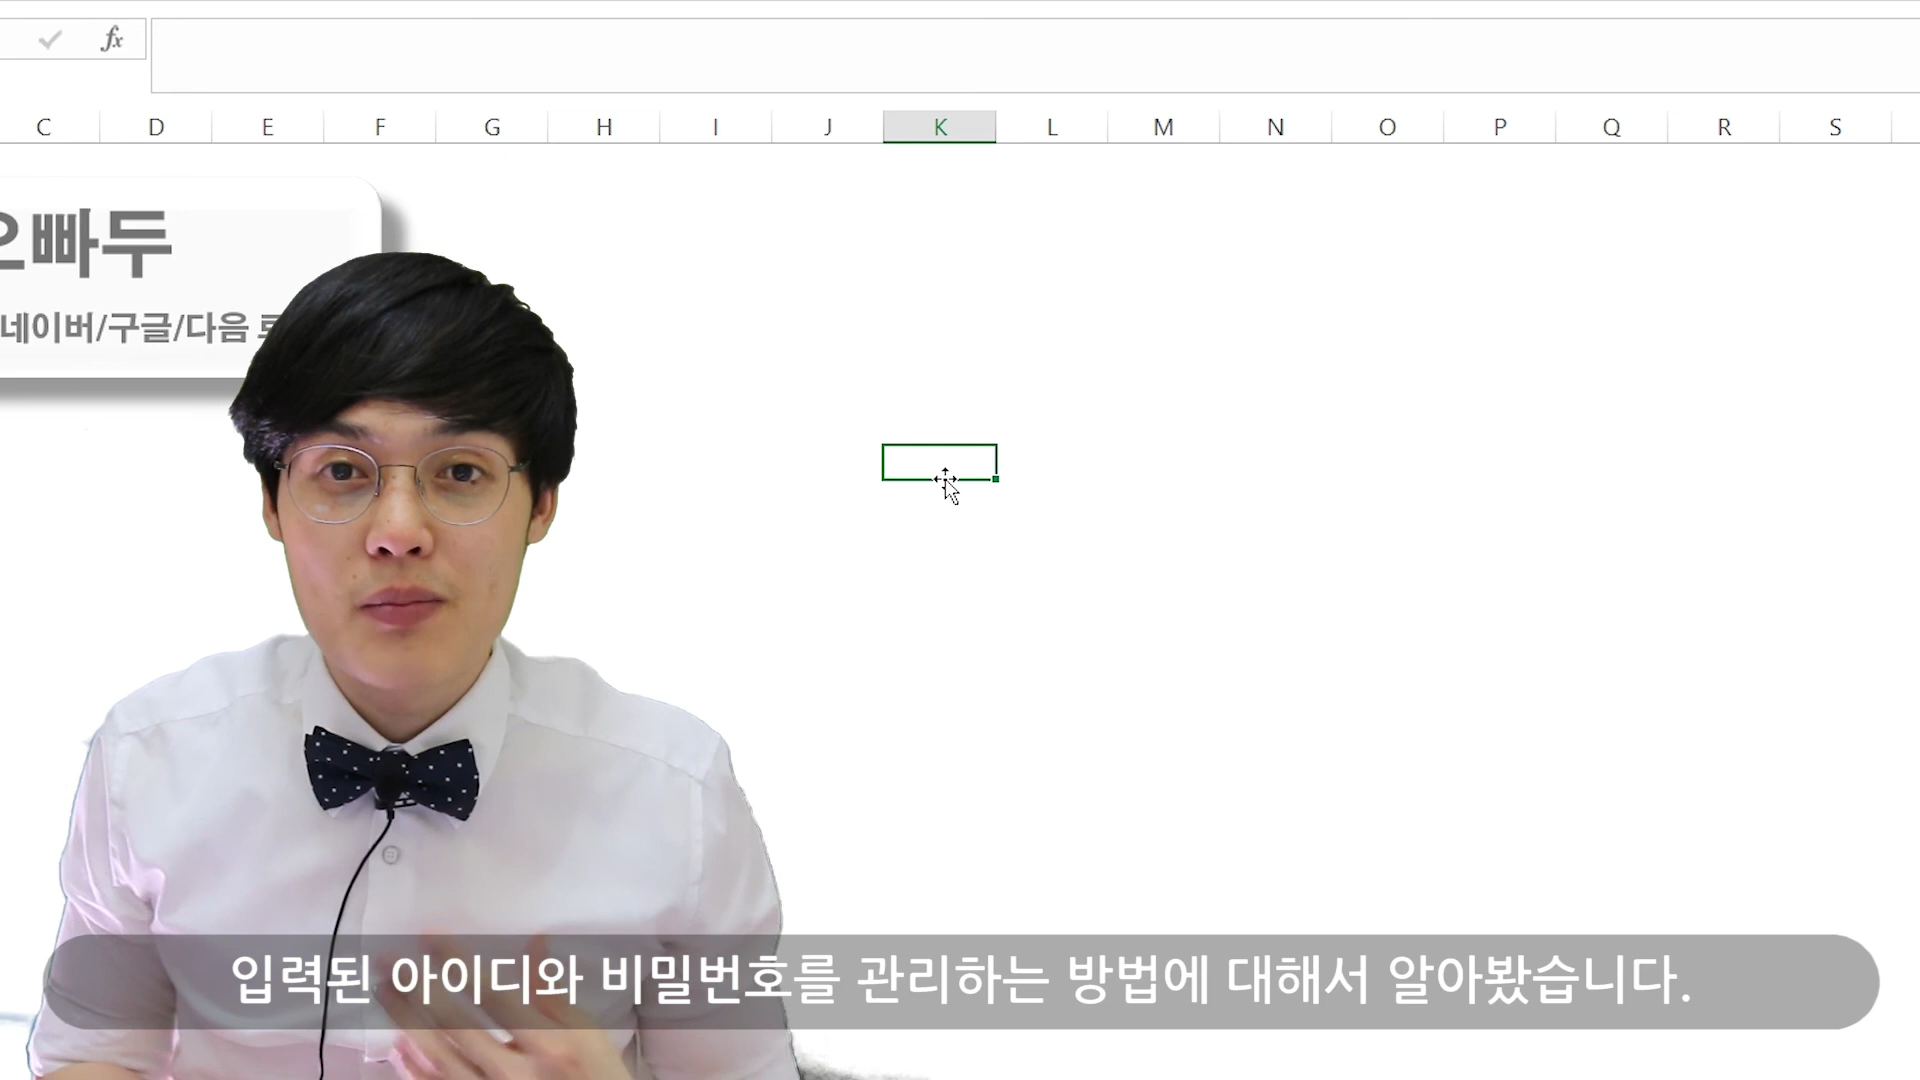 fx
C D E F G H I J K L M N O P Q R S
오빠두
네이버/구글/다음
입력된 아이디와 비밀번호를 관리하는 방법에 대해서 알아봤습니다.